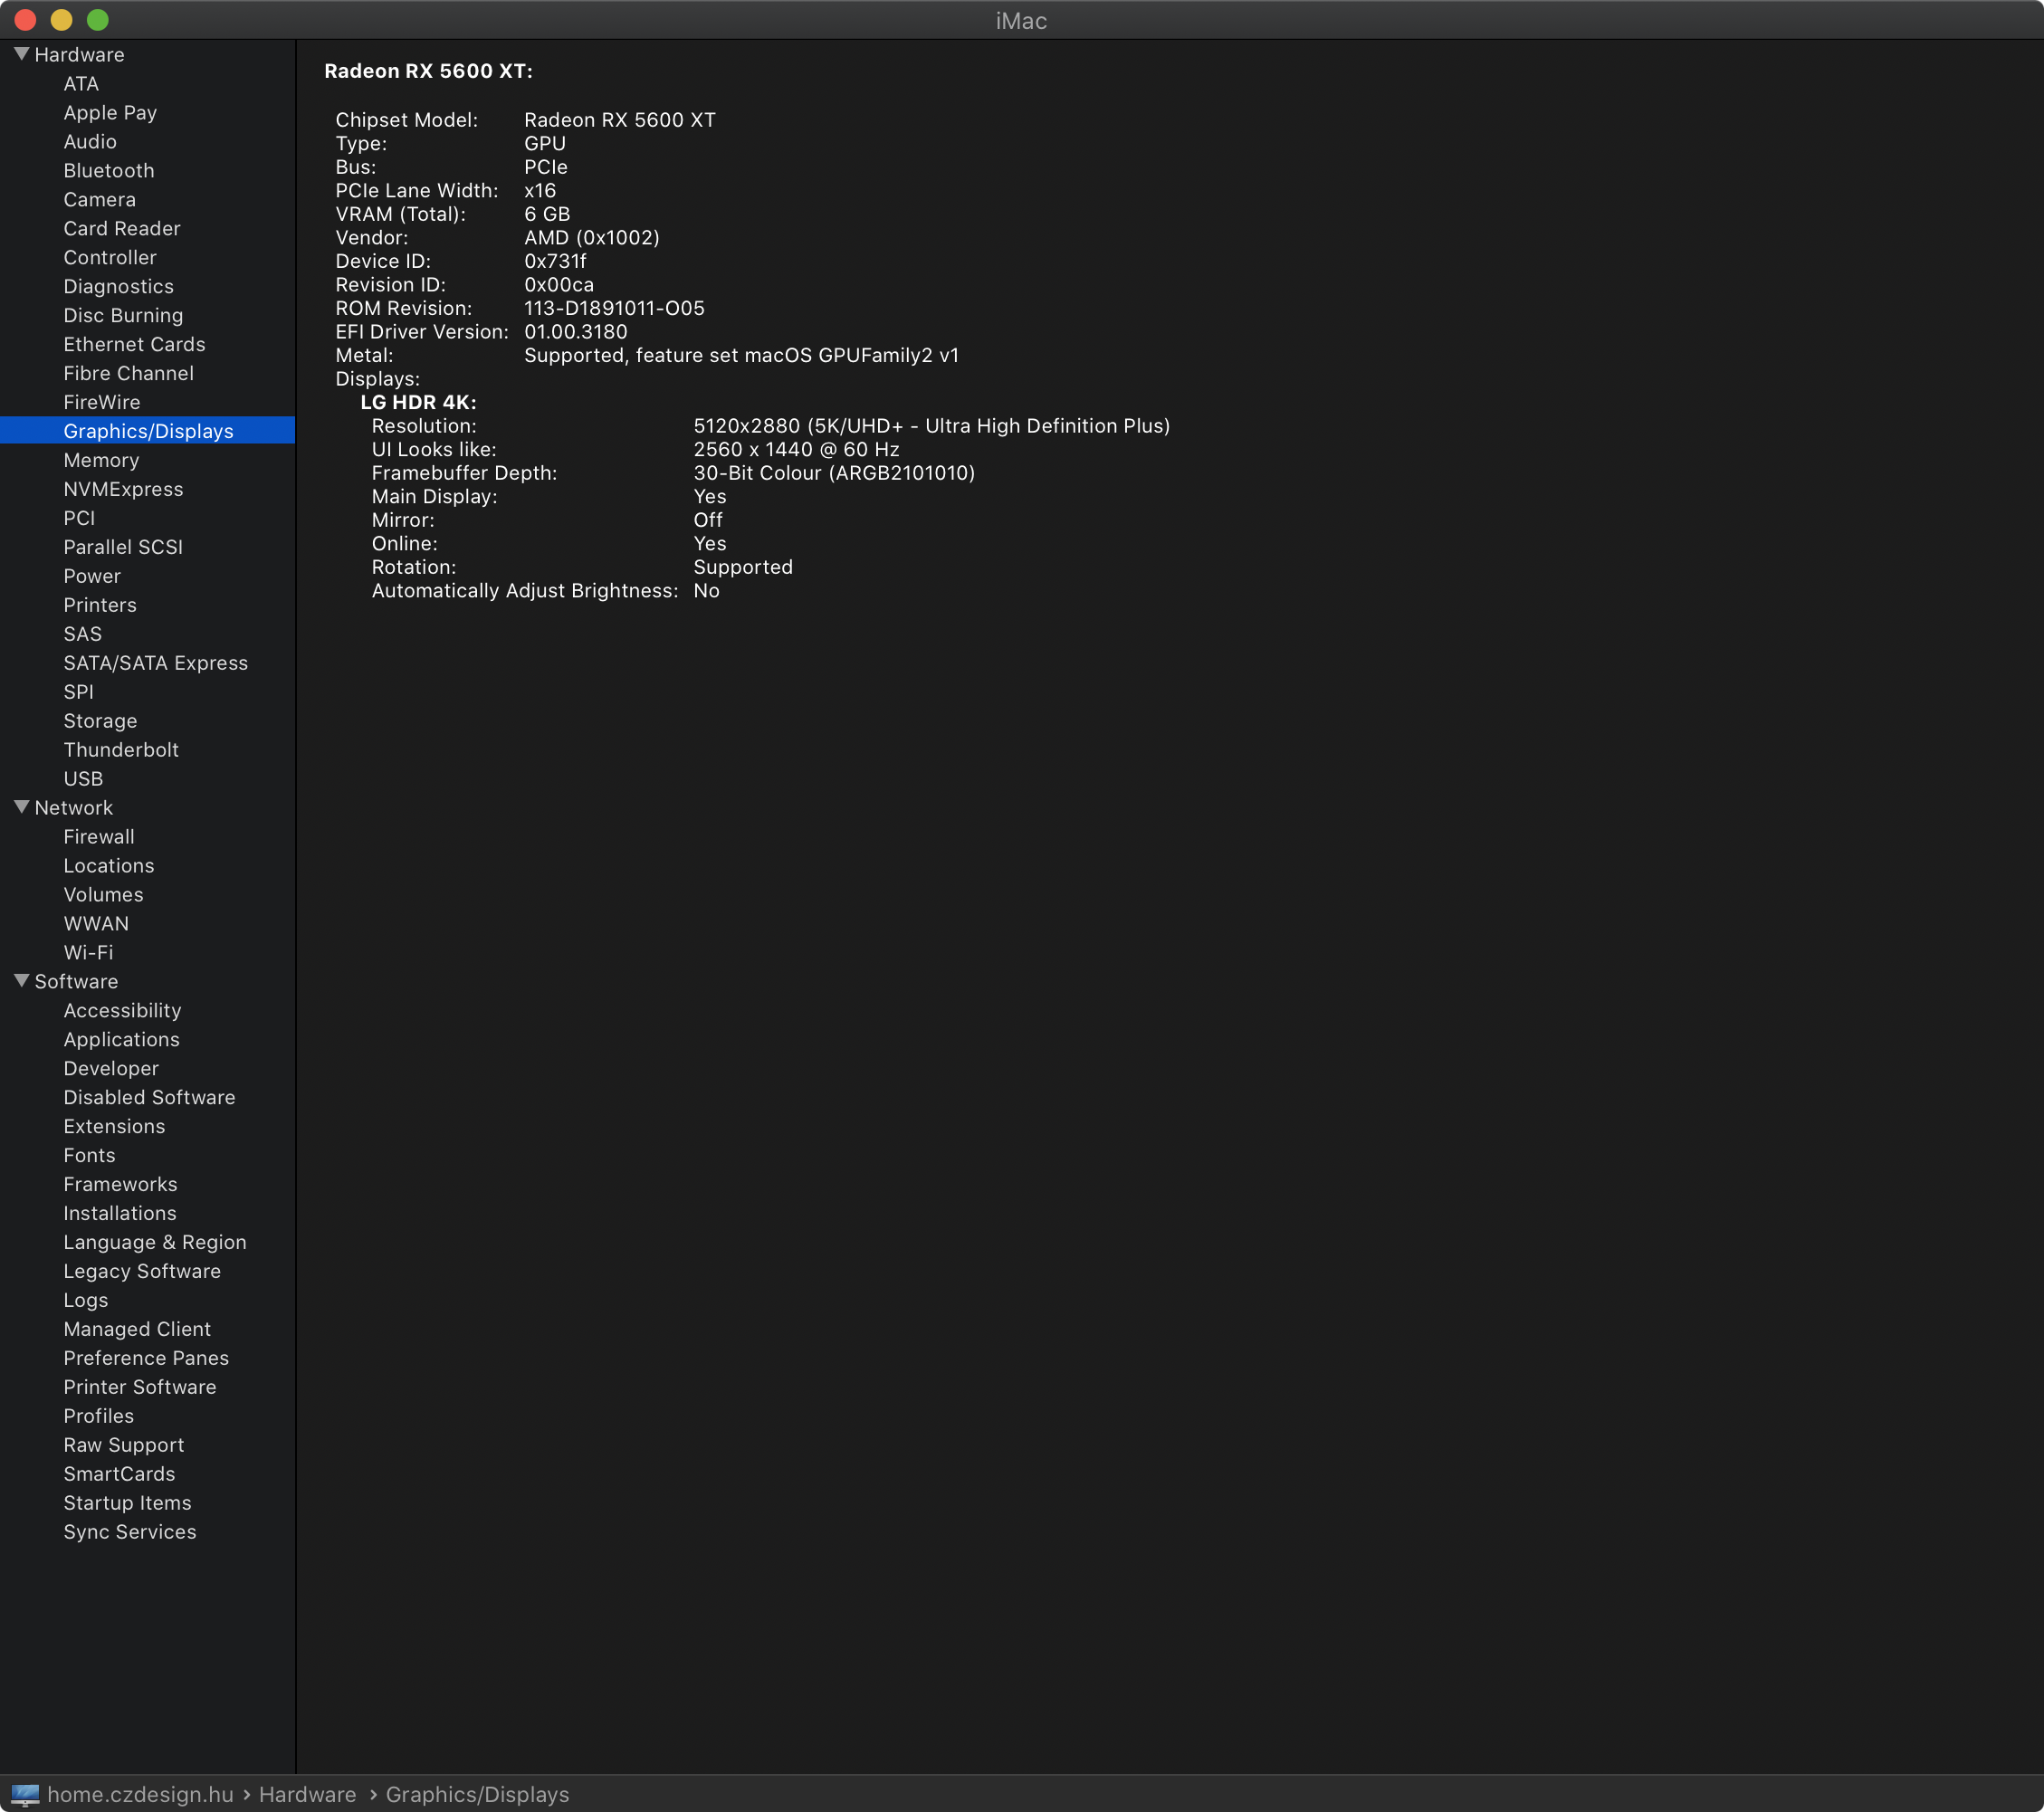 iMac
Hardware
ATA
Apple Pay
Audio
Bluetooth
Camera
Card Reader
Controller
Diagnostics
Disc Burning
Ethernet Cards
Fibre Channel
FireWire
Graphics/Displays
Memory
NVMExpress
PCI
Parallel SCSI
Power
Printers
SAS
SATA/SATA Express
SPI
Storage
Thunderbolt
USB
Network
Firewall
Locations
Volumes
WWAN
Wi-Fi
Software
Accessibility
Applications
Developer
Disabled Software
Extensions
Fonts
Frameworks
Installations
Language & Region
Legacy Software
Logs
Managed Client
Preference Panes
Printer Software
Profiles
Raw Support
SmartCards
Startup Items
Sync Services
Radeon RX 5600 XT:
Chipset Model: Radeon RX 5600 XT
Type: GPU
Bus: PCIe
PCIe Lane Width: x16
VRAM (Total): 6 GB
Vendor: AMD (0x1002)
Device ID: 0x731f
Revision ID: 0x00ca
ROM Revision: 113-D1891011-O05
EFI Driver Version: 01.00.3180
Metal: Supported, feature set macOS GPUFamily2 v1
Displays:
LG HDR 4K:
Resolution: 5120x2880 (5K/UHD+ - Ultra High Definition Plus)
UI Looks like: 2560 x 1440 @ 60 Hz
Framebuffer Depth: 30-Bit Colour (ARGB2101010)
Main Display: Yes
Mirror: Off
Online: Yes
Rotation: Supported
Automatically Adjust Brightness: No
home.czdesign.hu › Hardware › Graphics/Displays